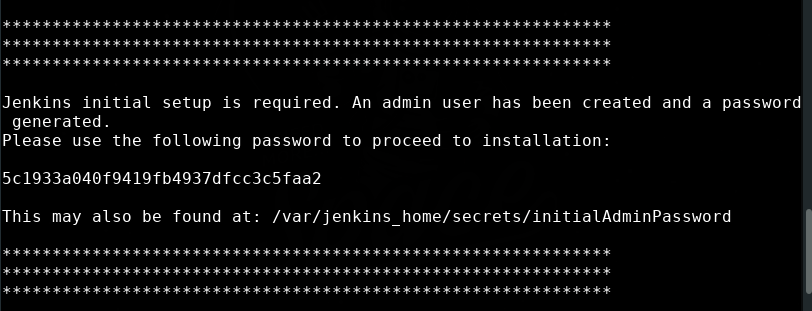 *************************************************************
*************************************************************
*************************************************************
Jenkins initial setup is required. An admin user has been created and a password
 generated.
Please use the following password to proceed to installation:
5c1933a040f9419fb4937dfcc3c5faa2
This may also be found at: /var/jenkins_home/secrets/initialAdminPassword
*************************************************************
*************************************************************
*************************************************************